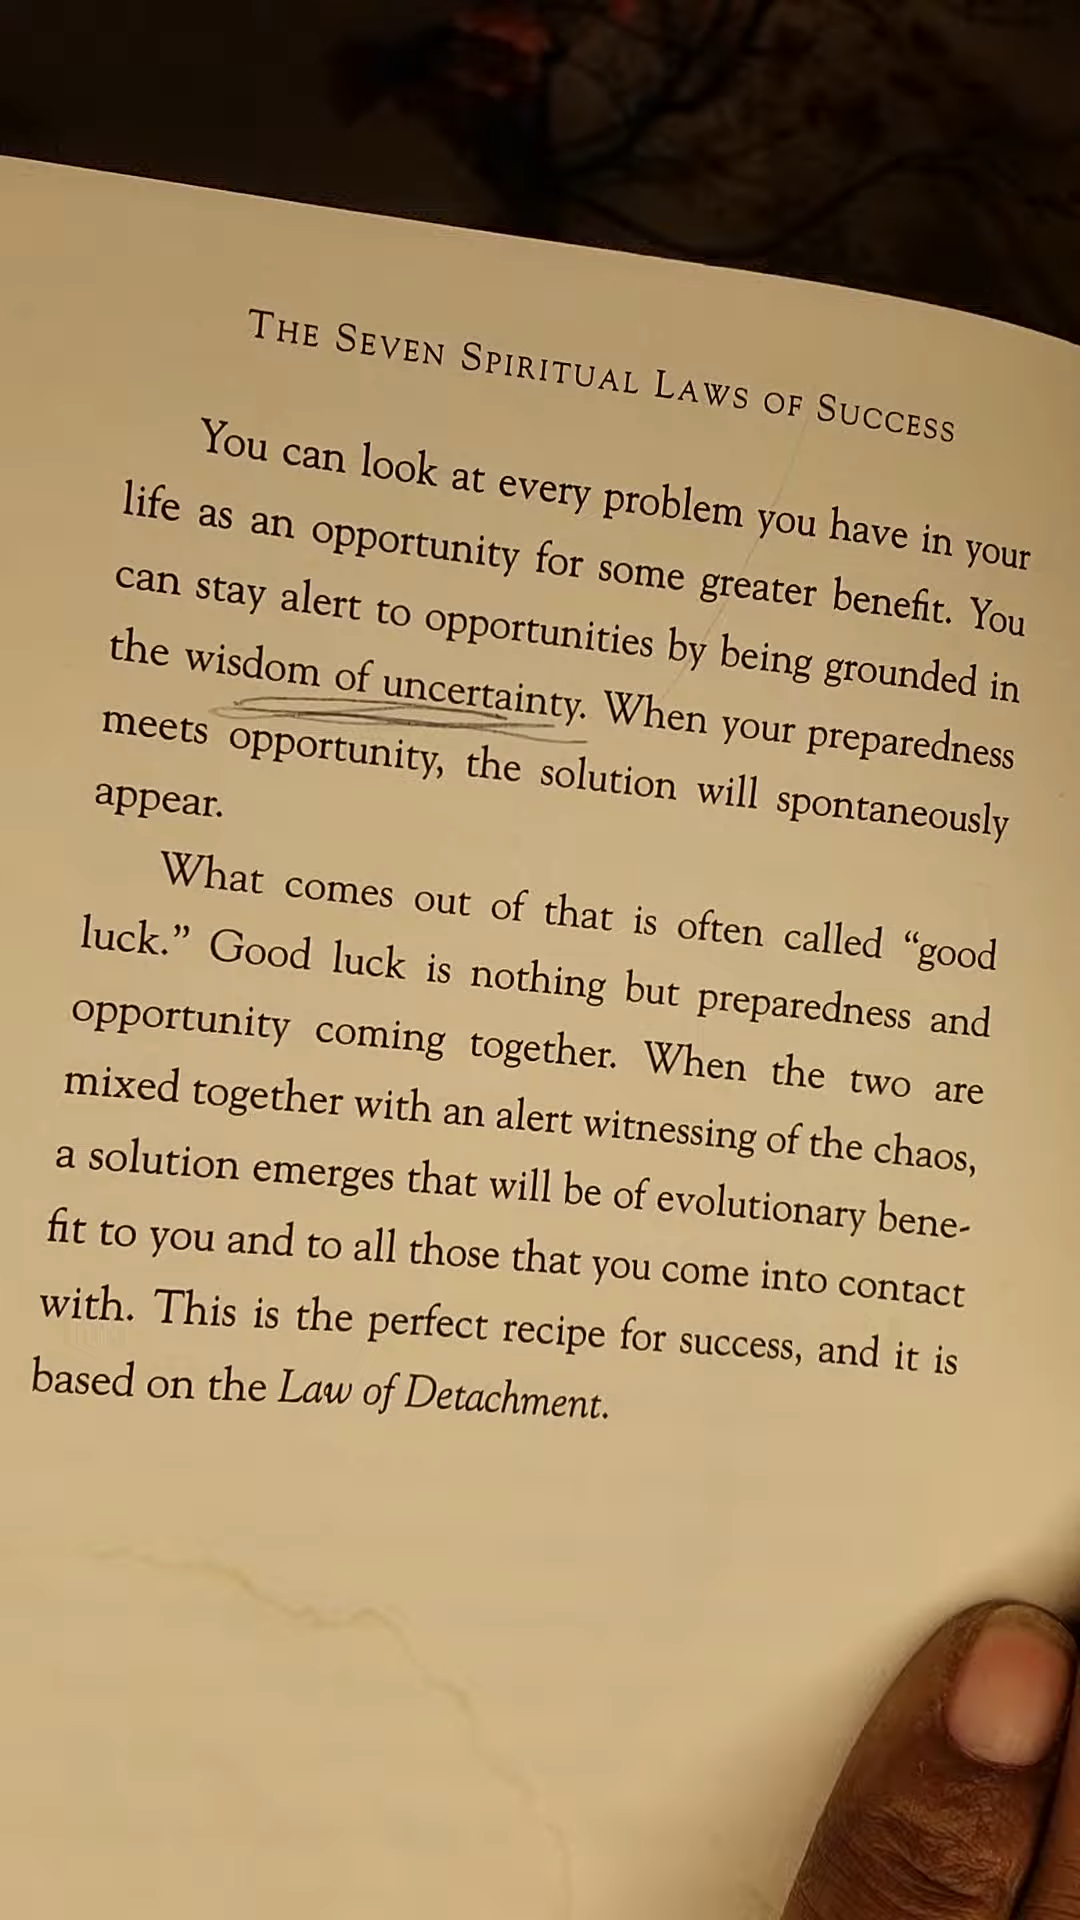 THE SEVEN SPIRITUAL LAWS OF SUCCESS
You can look at every problem you have in your
life as an opportunity for some greater benefit. You
can stay alert to opportunities by being grounded in
the wisdom of uncertainty. When your preparedness
meets opportunity, the solution will spontaneously
appear.
What comes out of that is often called “good
luck.” Good luck is nothing but preparedness and
opportunity coming together. When the two are
mixed together with an alert witnessing of the chaos,
a solution emerges that will be of evolutionary bene-
fit to you and to all those that you come into contact
with. This is the perfect recipe for success, and it is
based on the Law of Detachment.